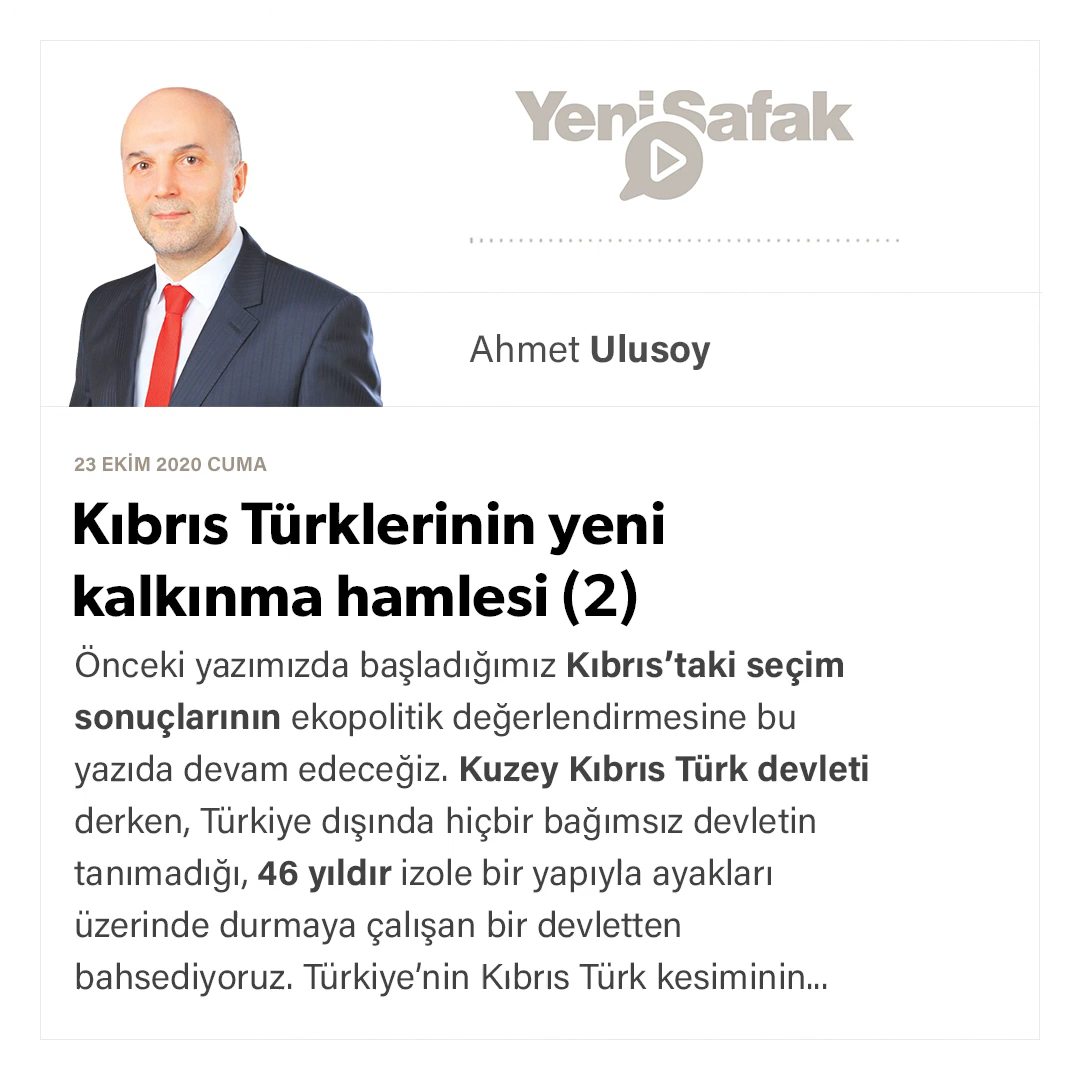 Yeni Şafak
Ahmet Ulusoy
23 EKİM 2020 CUMA
Kıbrıs Türklerinin yeni
kalkınma hamlesi (2)
Önceki yazımızda başladığımız Kıbrıs’taki seçim
sonuçlarının ekopolitik değerlendirmesine bu
yazıda devam edeceğiz. Kuzey Kıbrıs Türk devleti
derken, Türkiye dışında hiçbir bağımsız devletin
tanımadığı, 46 yıldır izole bir yapıyla ayakları
üzerinde durmaya çalışan bir devletten
bahsediyoruz. Türkiye’nin Kıbrıs Türk kesiminin...